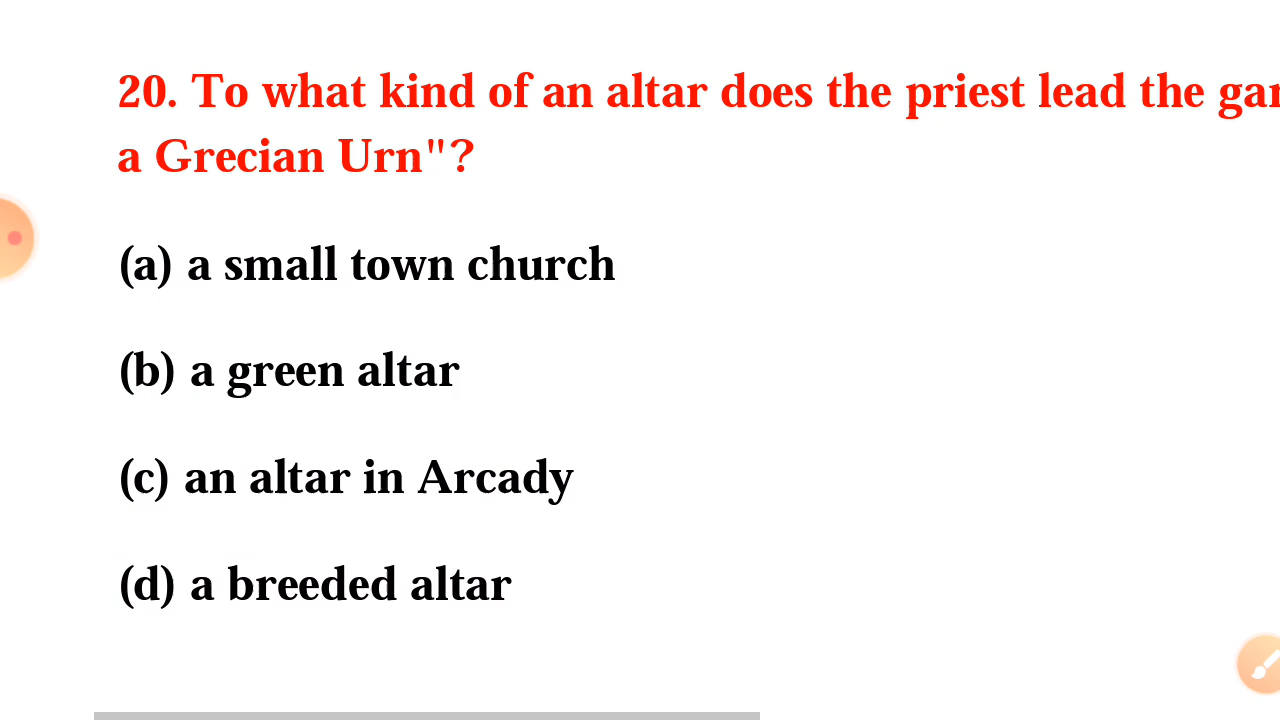 20. To what kind of an altar does the priest lead the
a Grecian Urn"?
(a) a small town church
(b) a green altar
(c) an altar in Arcady
(d) a breeded altar